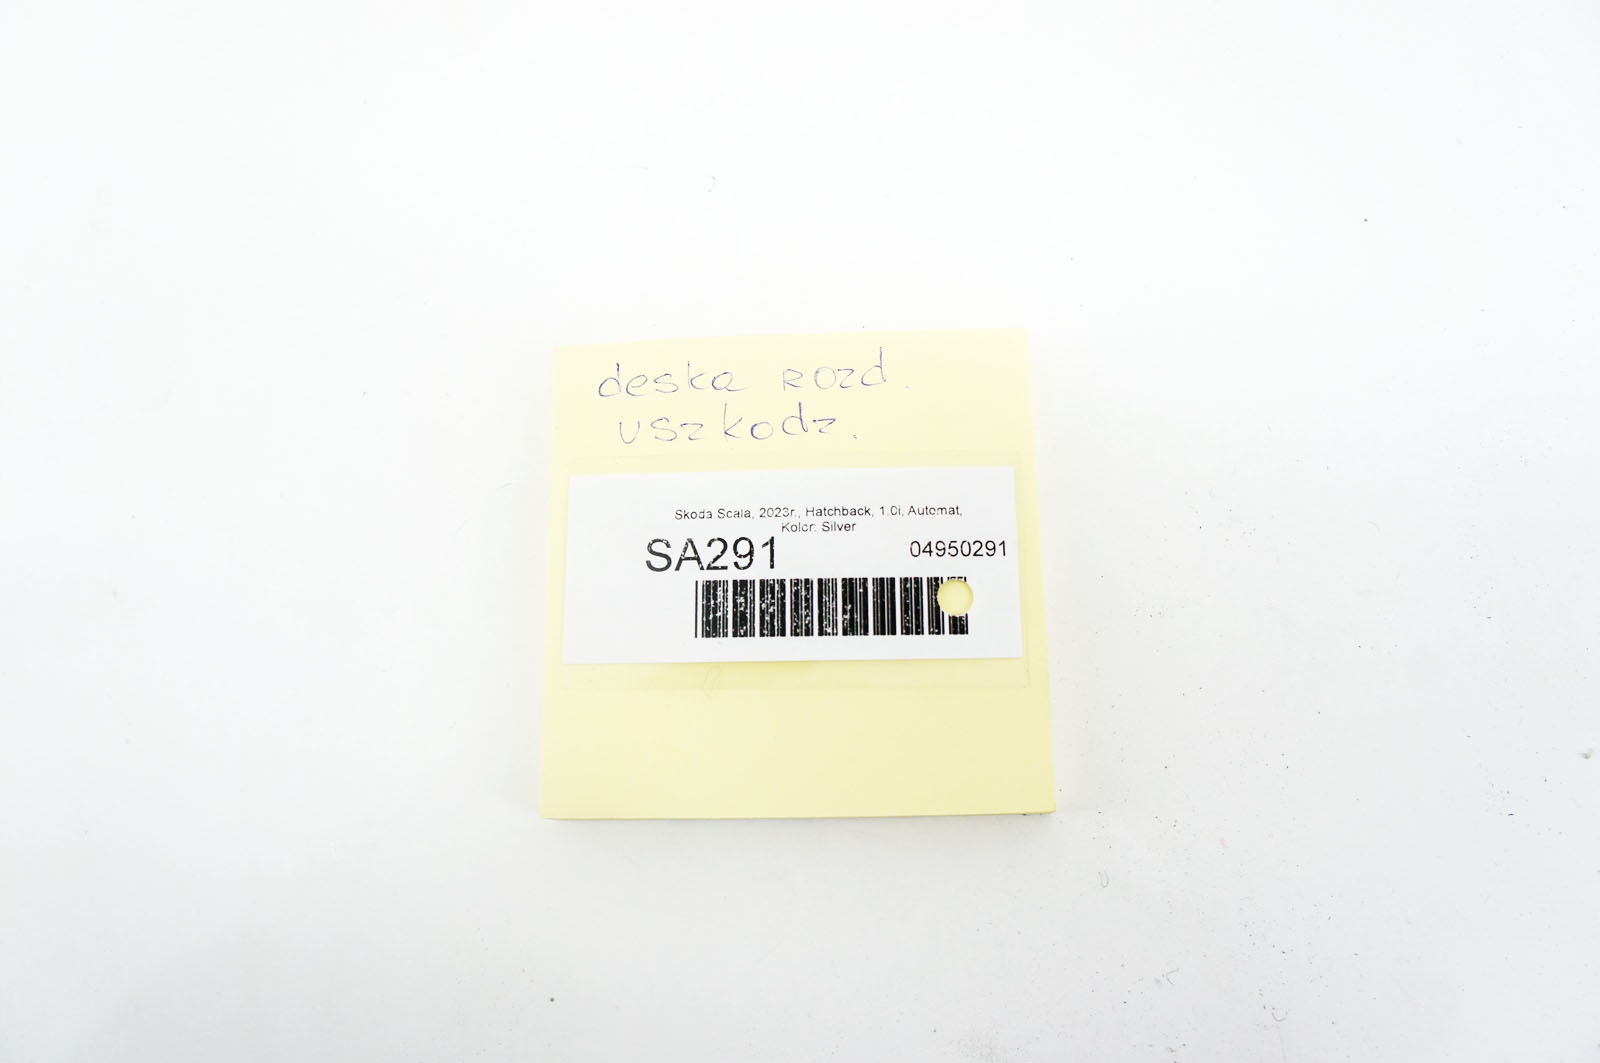 deska rozd.
uszkodz.
Skoda Scala, 2023r., Hatchback, 1.0i, Automat,
Kolor: Silver
SA291 04950291